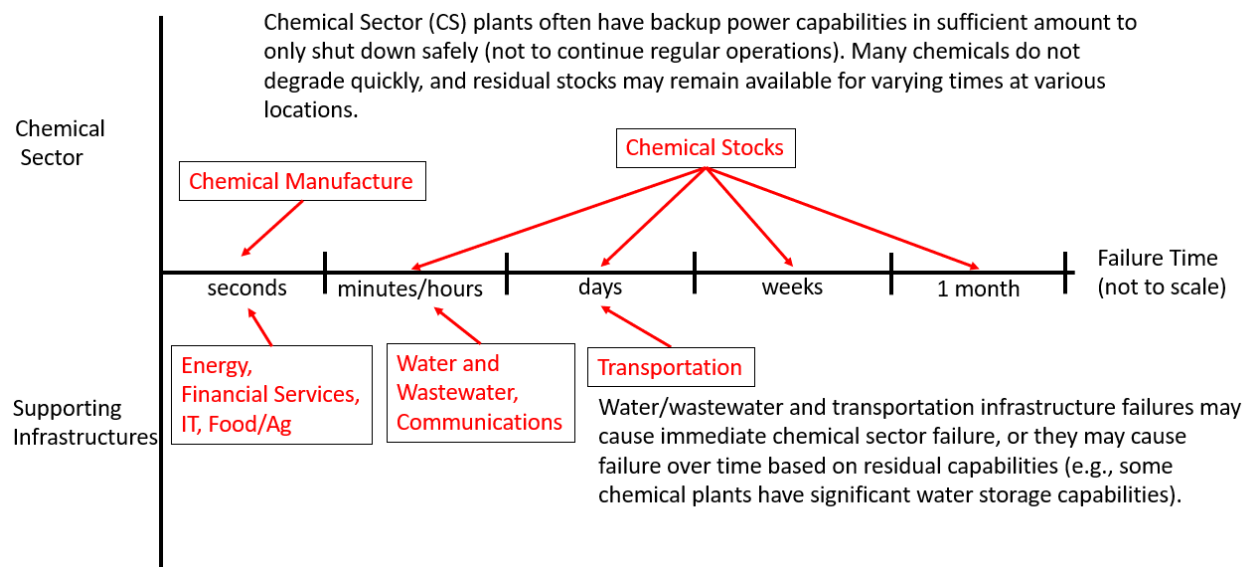 Chemical Sector (CS) plants often have backup power capabilities in sufficient amount to
only shut down safely (not to continue regular operations). Many chemicals do not
degrade quickly, and residual stocks may remain available for varying times at various
locations.
Chemical
Sector
Chemical Stocks
Chemical Manufacture
Failure Time
(not to scale)
seconds
minutes/hours
days
weeks
1 month
Energy,
Financial Services,
IT, Food/Ag
Water and
Wastewater,
Communications
Transportation
Supporting
Infrastructures
Water/wastewater and transportation infrastructure failures may
cause immediate chemical sector failure, or they may cause
failure over time based on residual capabilities (e.g., some
chemical plants have significant water storage capabilities).